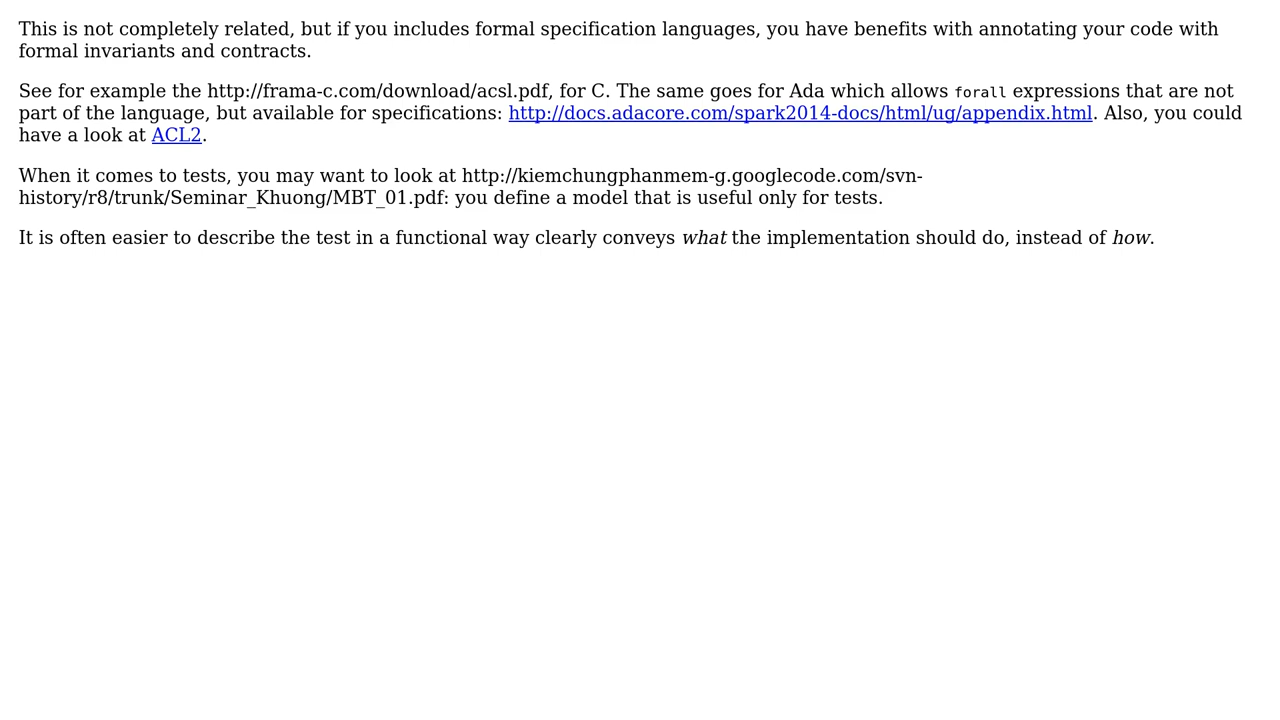 This is not completely related, but if you includes formal specification languages, you have benefits with annotating your code with
formal invariants and contracts.
See for example the http://frama-c.com/download/acsl.pdf, for C. The same goes for Ada which allows forall expressions that are not
part of the language, but available for specifications: http://docs.adacore.com/spark2014-docs/html/ug/appendix.html. Also, you could
have a look at ACL2.
When it comes to tests, you may want to look at http://kiemchungphanmem-g.googlecode.com/svn-
history/r8/trunk/Seminar_Khuong/MBT_01.pdf: you define a model that is useful only for tests.
It is often easier to describe the test in a functional way clearly conveys what the implementation should do, instead of how.